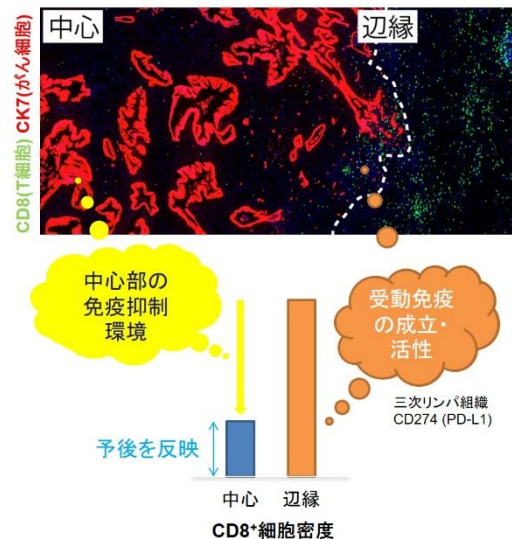 中心
辺縁
CD8(T細胞) CK7(がん細胞)
中心部の
免疫抑制
環境
受動免疫
の成立・
活性
三次リンパ組織
CD274 (PD-L1)
予後を反映
中心
辺縁
CD8⁺細胞密度